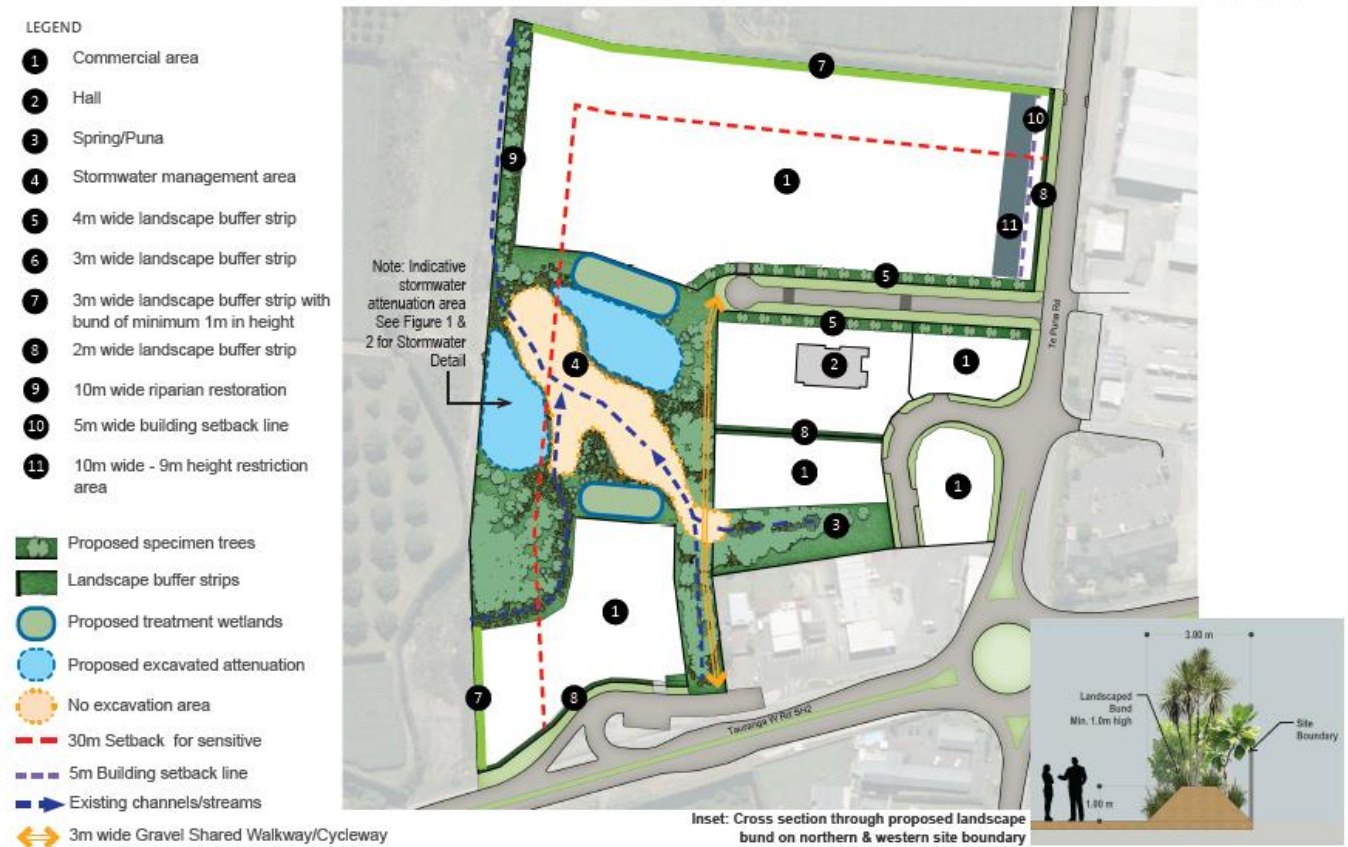 LEGEND
1 Commercial area
2 Hall
3 Spring/Puna
4 Stormwater management area
5 4m wide landscape buffer strip
6 3m wide landscape buffer strip
7 3m wide landscape buffer strip with
bund of minimum 1m in height
8 2m wide landscape buffer strip
9 10m wide riparian restoration
10 5m wide building setback line
11 10m wide - 9m height restriction
area
Proposed specimen trees
Landscape buffer strips
Proposed treatment wetlands
Proposed excavated attenuation
No excavation area
30m Setback for sensitive
5m Building setback line
Existing channels/streams
3m wide Gravel Shared Walkway/Cycleway
7
10
9
1
8
11
5
Note: Indicative
stormwater
attenuation area
See Figure 1 &
2 for Stormwater
Detail
Te Puna Rd
5
4
2
1
8
1
1
3
1
7
8
Tauranga W Rd SH2
3.00 m
Landscaped
Bund
Min. 1.0m high
Site
Boundary
1.00 m
Inset: Cross section through proposed landscape
bund on northern & western site boundary